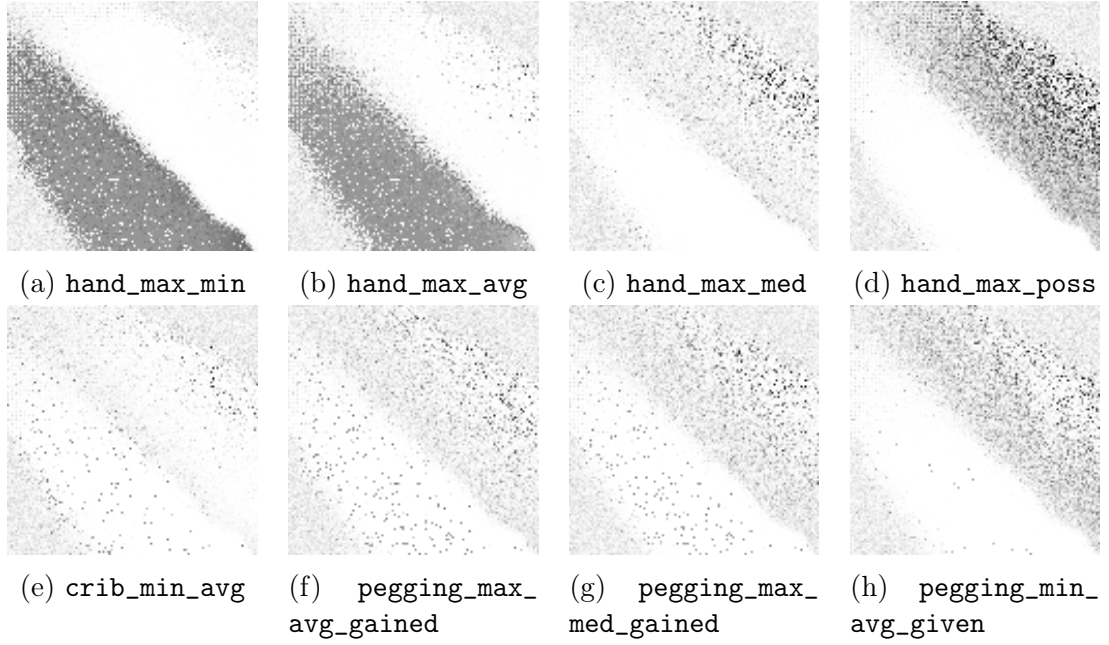 (a) hand_max_min
(b) hand_max_avg
(c) hand_max_med
(d) hand_max_poss
(e) crib_min_avg
(f) pegging_max_
avg_gained
(g) pegging_max_
med_gained
(h) pegging_min_
avg_given